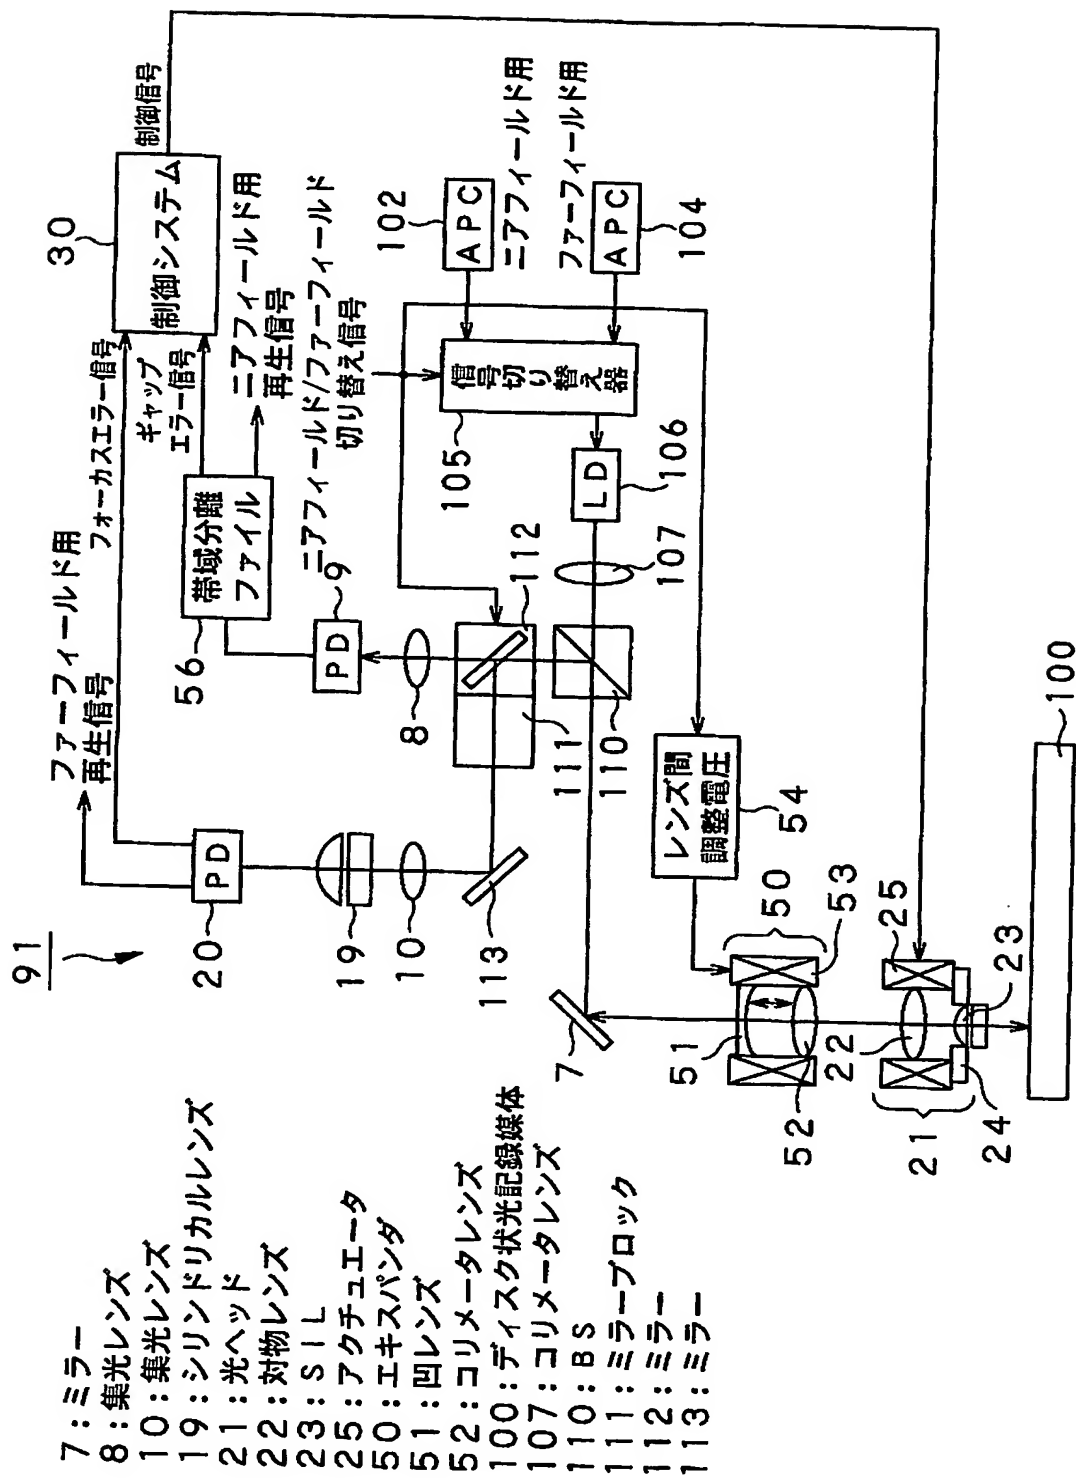 91
30
制御システム
制御信号
フォーカスエラー信号
ギャップ
エラー信号
ファーフィールド用
再生信号
56
帯域分離
ファイル
ニアフィールド用
再生信号
ニアフィールド/ファーフィールド
切り替え信号
102
APC
ニアフィールド用
ファーフィールド用
APC
104
信号切り替え器
105
LD
106
107
20
PD
19
10
113
PD
9
8
112
111
110
7
レンズ間
調整電圧
54
50
53
51
52
25
22
23
21
24
100
7:ミラー
8:集光レンズ
10:集光レンズ
19:シリンドリカルレンズ
21:光ヘッド
22:対物レンズ
23:SIL
25:アクチュエータ
50:エキスパンダ
51:凹レンズ
52:コリメータレンズ
100:ディスク状光記録媒体
107:コリメータレンズ
110:BS
111:ミラーブロック
112:ミラー
113:ミラー